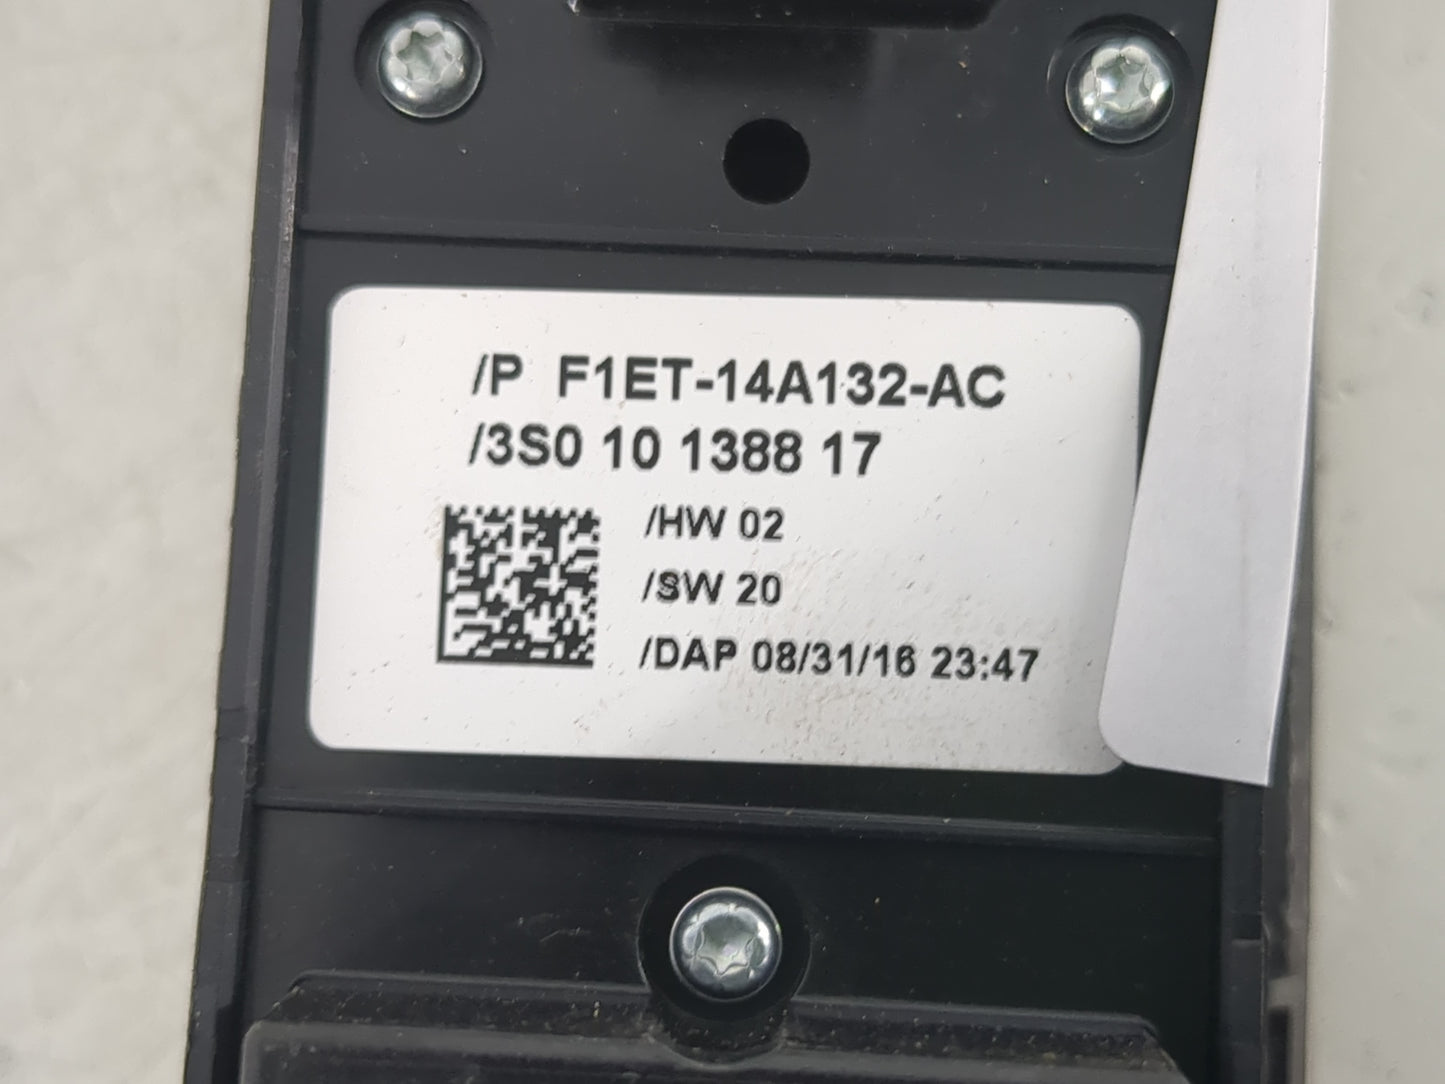 /P F1ET-14A132-AC
/3S0 10 1388 17
/HW 02
/SW 20
/DAP 08/31/16 23:47